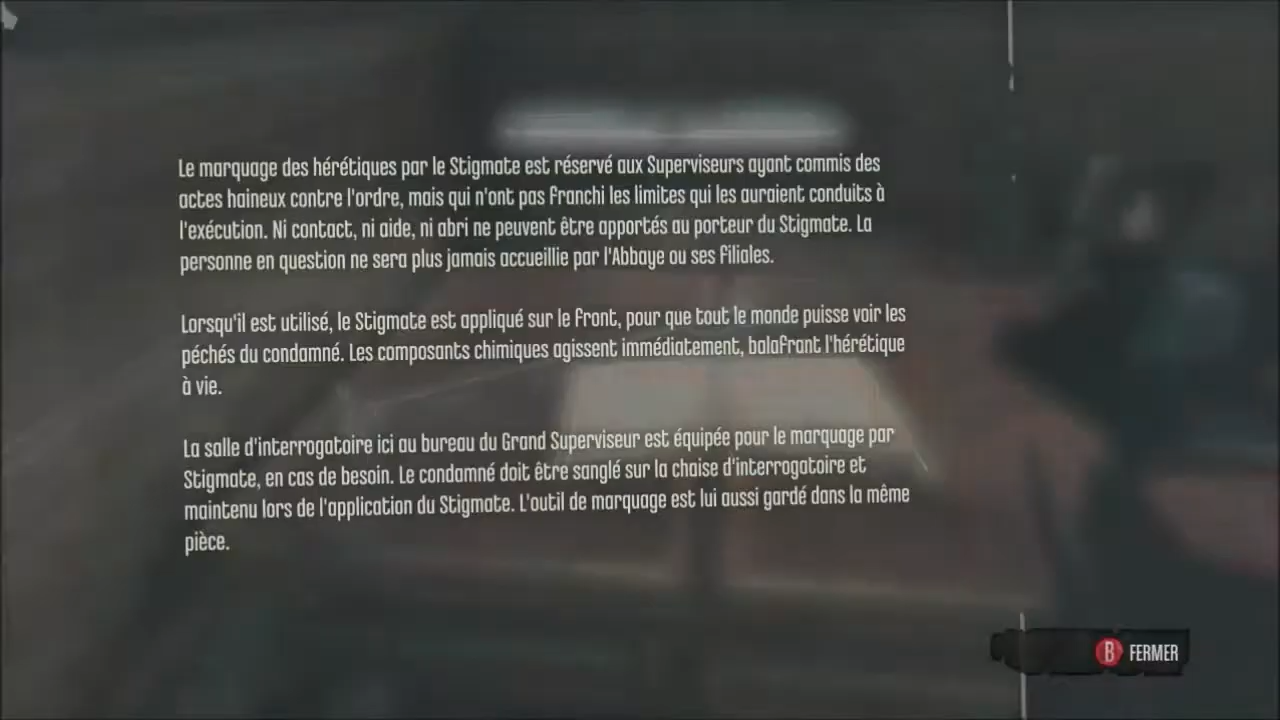 Le marquage des hérétiques par le Stigmate est réservé aux Superviseurs ayant commis des
actes haineux contre l'ordre, mais qui n'ont pas franchi les limites qui les auraient conduits à
l'exécution. Ni contact, ni aide, ni abri ne peuvent être apportés au porteur du Stigmate. La
personne en question ne sera plus jamais accueillie par l'Abbaye ou ses filiales.
Lorsqu'il est utilisé, le Stigmate est appliqué sur le front, pour que tout le monde puisse voir les
péchés du condamné. Les composants chimiques agissent immédiatement, balafrant l'hérétique
à vie.
La salle d'interrogatoire ici au bureau du Grand Superviseur est équipée pour le marquage par
Stigmate, en cas de besoin. Le condamné doit être sanglé sur la chaise d'interrogatoire et
maintenu lors de l'application du Stigmate. L'outil de marquage est lui aussi gardé dans la même
pièce.
B FERMER